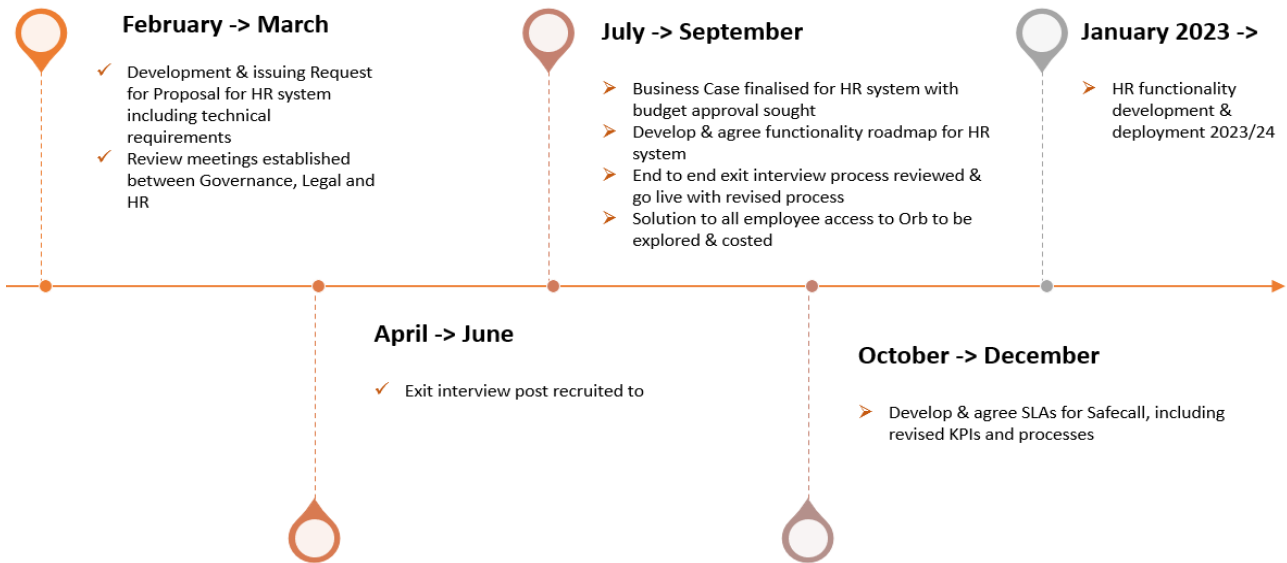 February -> March
Development & issuing Request
for Proposal for HR system
including technical
requirements
Review meetings established
between Governance, Legal and
HR
April -> June
Exit interview post recruited to
July -> September
Business Case finalised for HR system with
budget approval sought
Develop & agree functionality roadmap for HR
system
End to end exit interview process reviewed &
go live with revised process
Solution to all employee access to Orb to be
explored & costed
October -> December
Develop & agree SLAs for Safecall, including
revised KPIs and processes
January 2023 ->
HR functionality
development &
deployment 2023/24